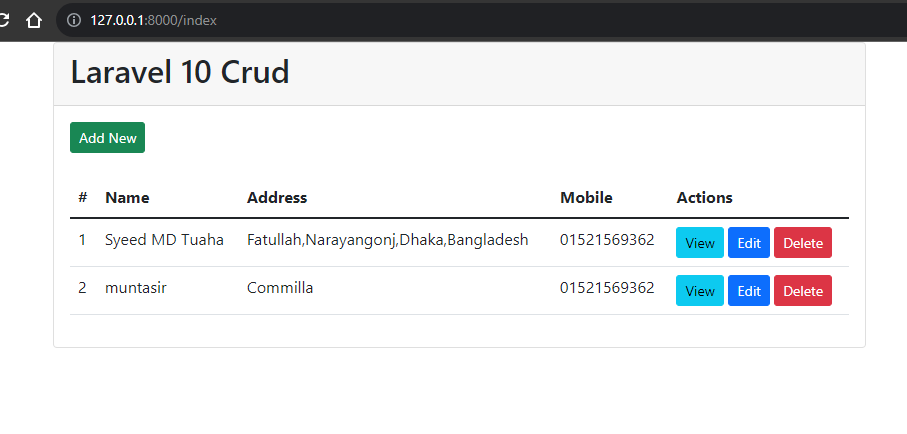 127.0.0.1:8000/index
Laravel 10 Crud
Add New
# Name Address Mobile Actions
1 Syeed MD Tuaha Fatullah,Narayangonj,Dhaka,Bangladesh 01521569362 View Edit Delete
2 muntasir Commilla 01521569362 View Edit Delete